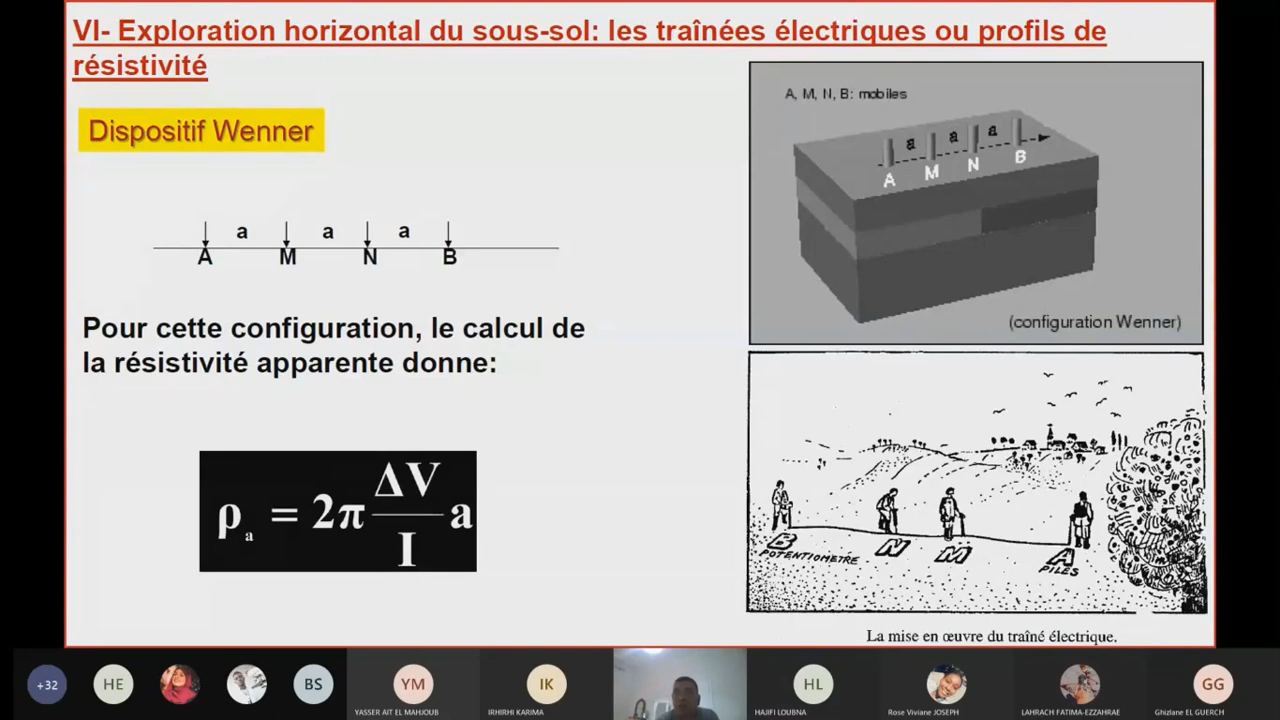 VI- Exploration horizontal du sous-sol: les traînées électriques ou profils de
résistivité
Dispositif Wenner
a a a
A M N B
Pour cette configuration, le calcul de
la résistivité apparente donne:
ρa = 2π ΔV/I a
A, M, N, B: mobiles
a a a
A M N B
(configuration Wenner)
B N M A
POTENTIOMETRE
PILES
La mise en œuvre du traîné électrique.
+32 HE BS YM IK HL GG
YASSER AIT EL MAHJOUB IRHIRHI KARIMA HAJIFI LOUBNA Rose Viviane JOSEPH LAHRACH FATIMA-EZZAHRAE Ghizlane EL GUERCH